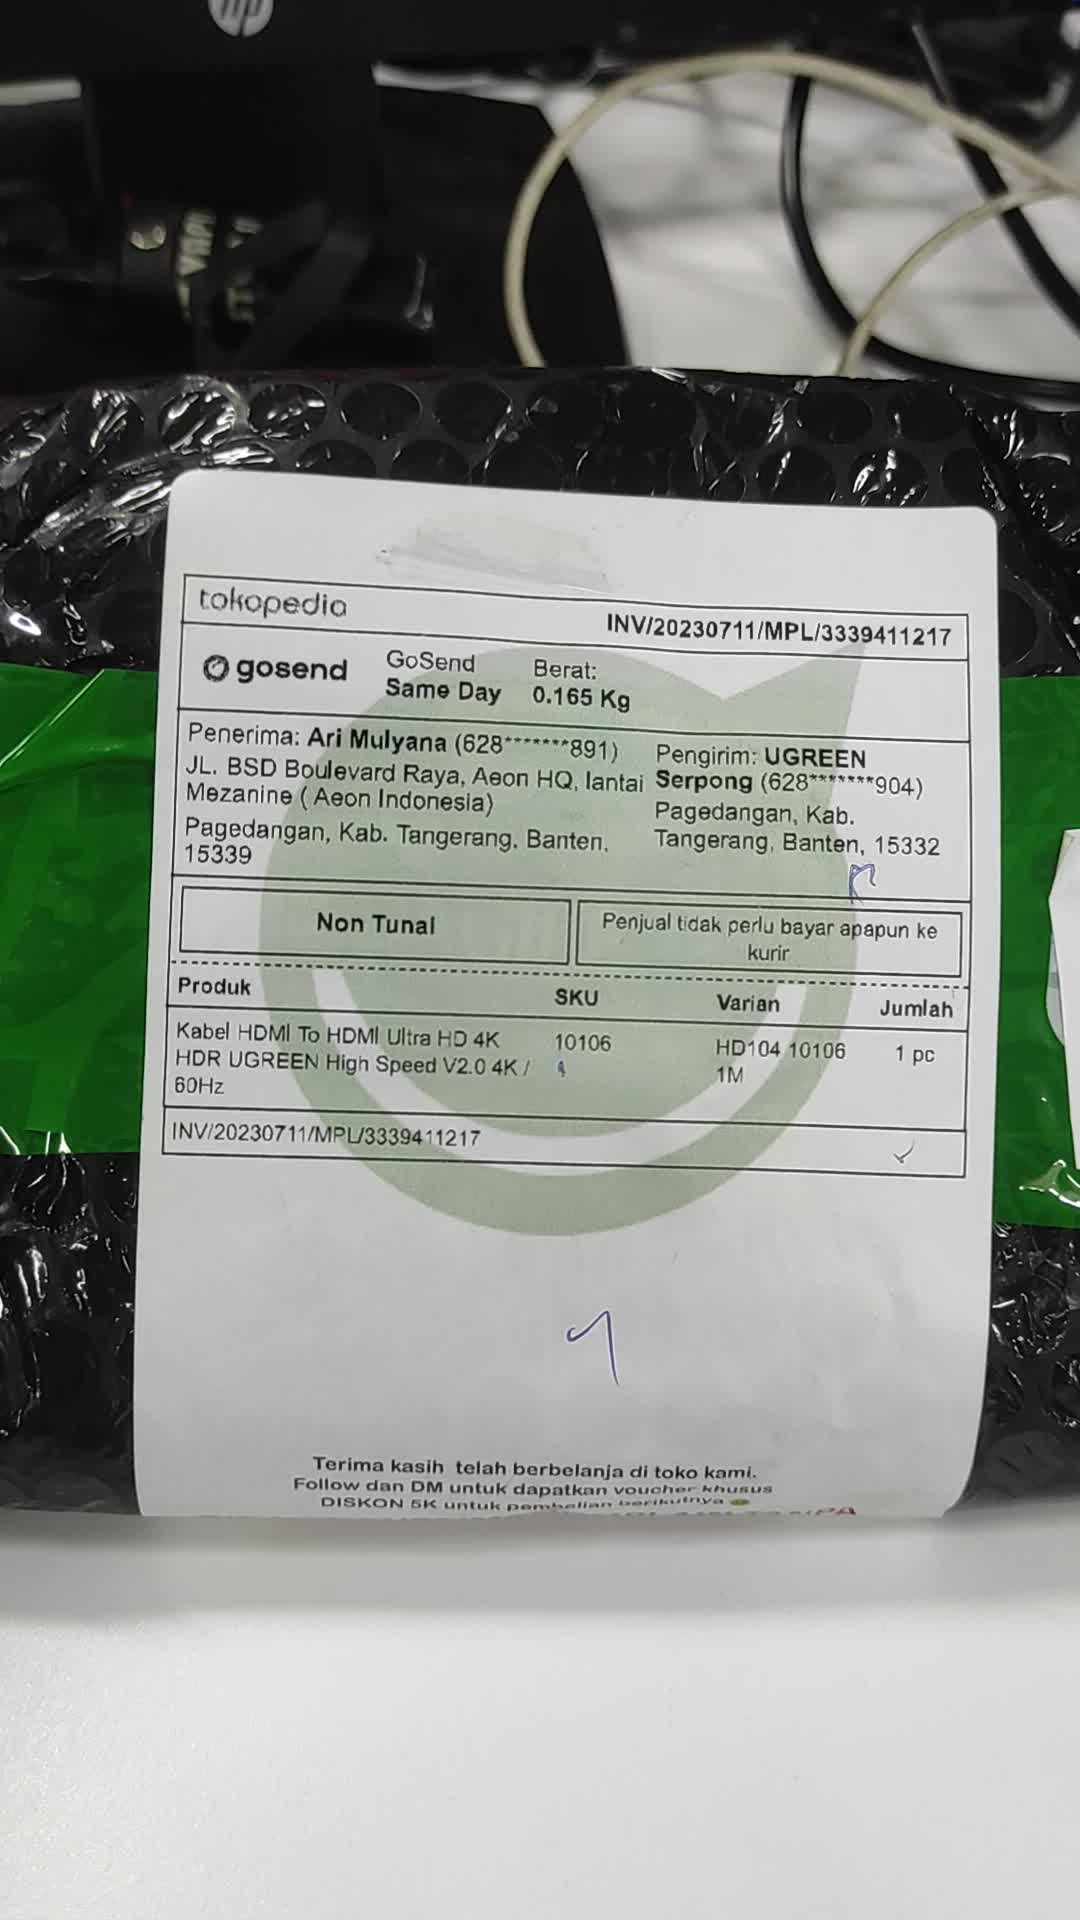 hp
tokopedia
INV/20230711/MPL/3339411217
gosend
GoSend
Same Day
Berat:
0.165 Kg
Penerima: Ari Mulyana (628*******891)
JL. BSD Boulevard Raya, Aeon HQ, lantai
Mezanine ( Aeon Indonesia)
Pagedangan, Kab. Tangerang, Banten,
15339
Pengirim: UGREEN
Serpong (628*******904)
Pagedangan, Kab.
Tangerang, Banten, 15332
Non Tunal
Penjual tidak perlu bayar apapun ke
kurir
Produk SKU Varian Jumlah
Kabel HDMI To HDMI Ultra HD 4K
HDR UGREEN High Speed V2.0 4K /
60Hz
10106
HD104 10106
1M
1 pc
INV/20230711/MPL/3339411217
Terima kasih telah berbelanja di toko kami.
Follow dan DM untuk dapatkan voucher khusus
DISKON 5K untuk pembelian berikutnya